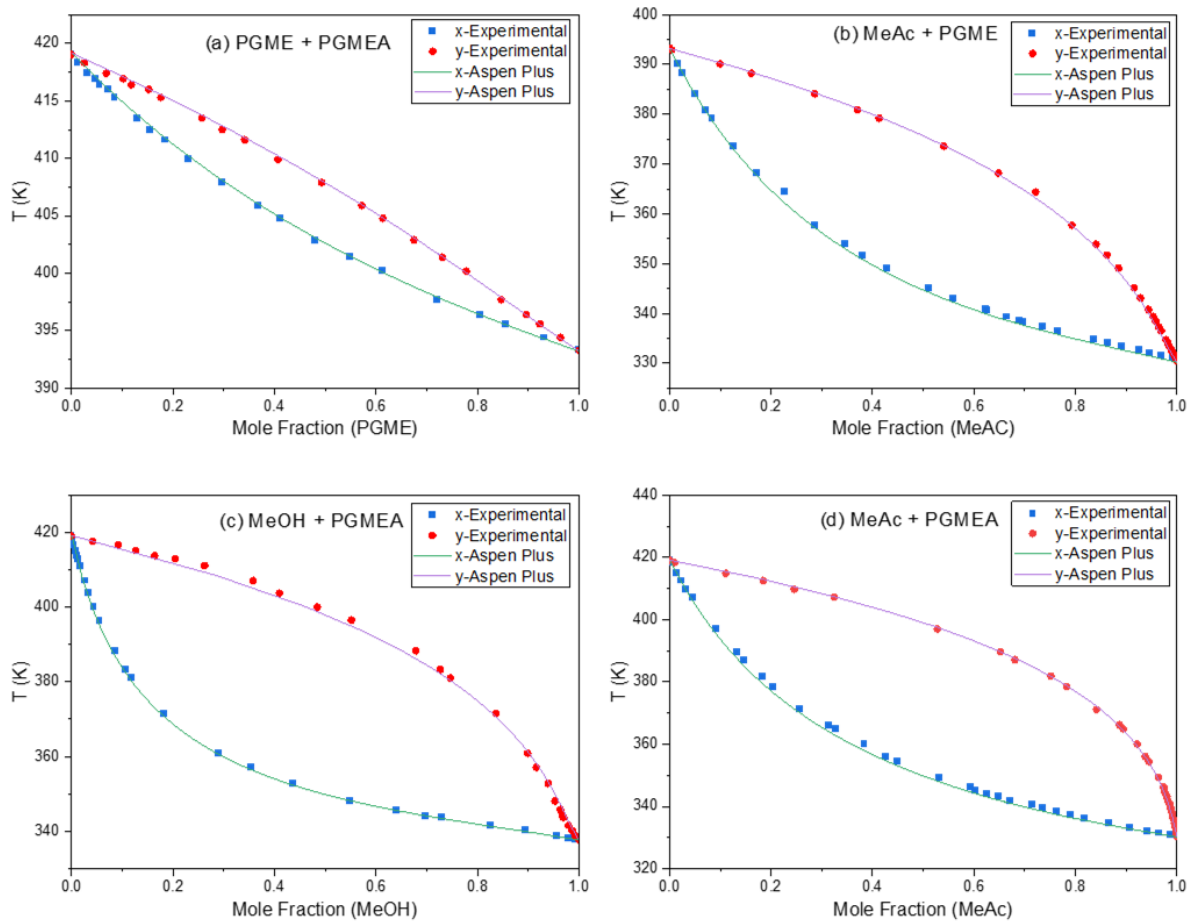 (a) PGME + PGMEA
x-Experimental
y-Experimental
x-Aspen Plus
y-Aspen Plus
T (K)
420
415
410
405
400
395
390
0.0 0.2 0.4 0.6 0.8 1.0
Mole Fraction (PGME)
(b) MeAc + PGME
x-Experimental
y-Experimental
x-Aspen Plus
y-Aspen Plus
T (K)
400
390
380
370
360
350
340
330
0.0 0.2 0.4 0.6 0.8 1.0
Mole Fraction (MeAC)
(c) MeOH + PGMEA
x-Experimental
y-Experimental
x-Aspen Plus
y-Aspen Plus
T (K)
440
420
400
380
360
340
0.0 0.2 0.4 0.6 0.8 1.0
Mole Fraction (MeOH)
(d) MeAc + PGMEA
x-Experimental
y-Experimental
x-Aspen Plus
y-Aspen Plus
T (K)
440
420
400
380
360
340
320
0.0 0.2 0.4 0.6 0.8 1.0
Mole Fraction (MeAc)